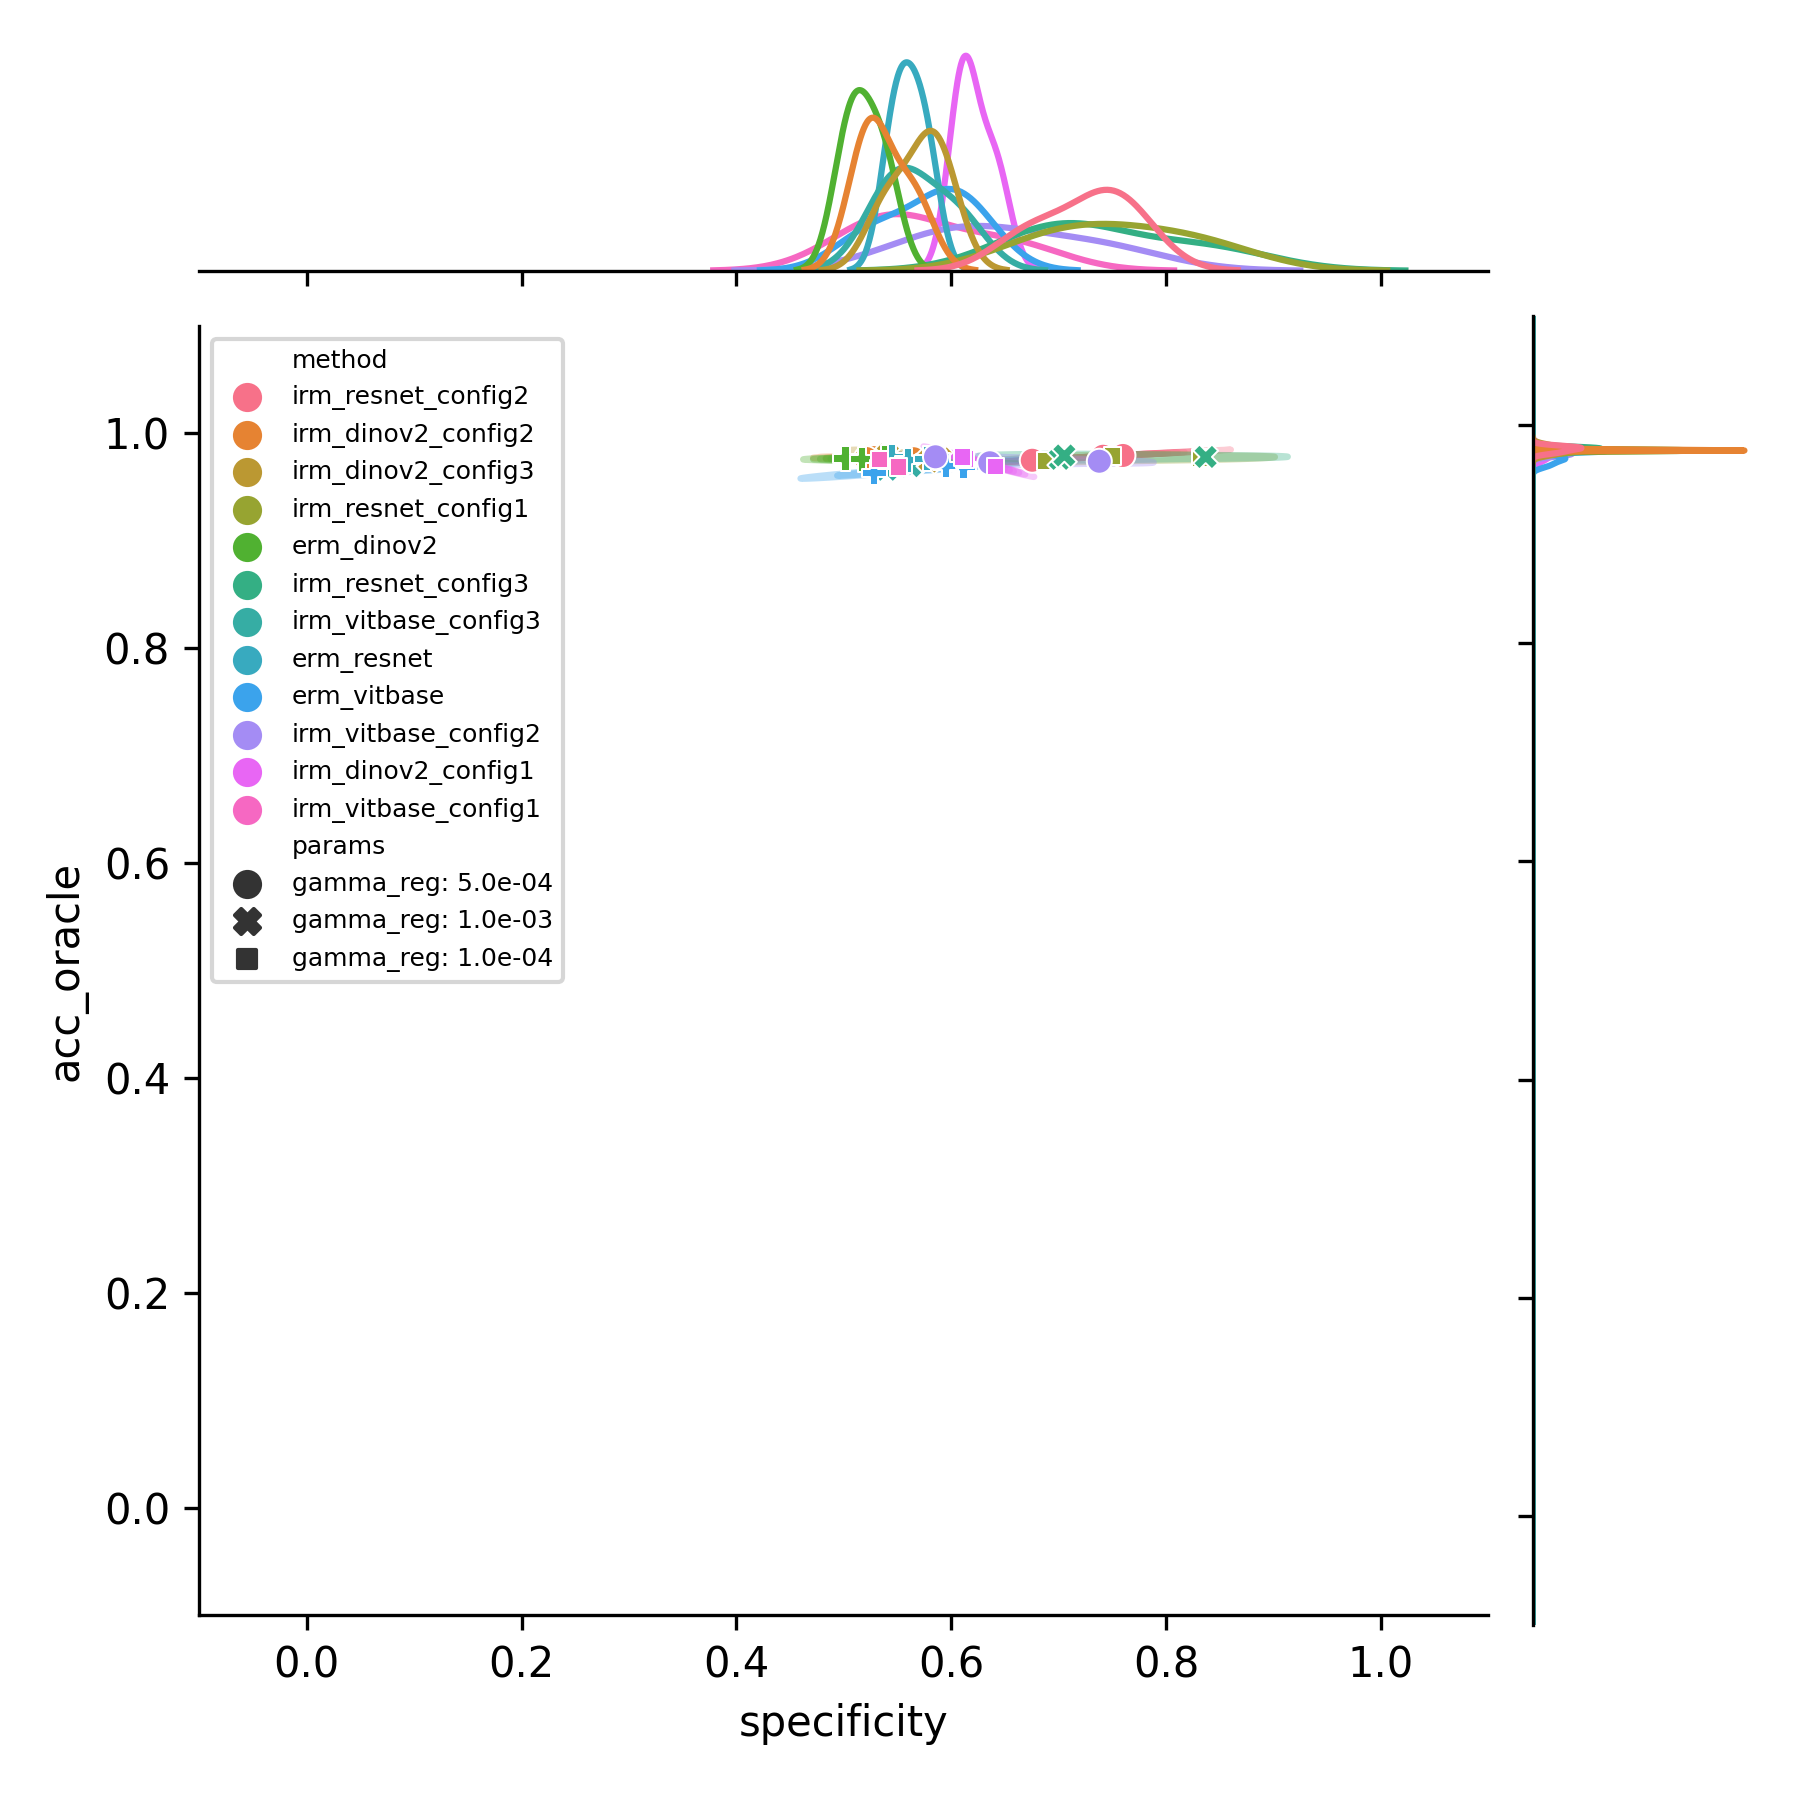 method
irm_resnet_config2
irm_dinov2_config2
irm_dinov2_config3
irm_resnet_config1
erm_dinov2
irm_resnet_config3
irm_vitbase_config3
erm_resnet
erm_vitbase
irm_vitbase_config2
irm_dinov2_config1
irm_vitbase_config1
params
gamma_reg: 5.0e-04
gamma_reg: 1.0e-03
gamma_reg: 1.0e-04
1.0
0.8
0.6
0.4
0.2
0.0
acc_oracle
0.0 0.2 0.4 0.6 0.8 1.0
specificity